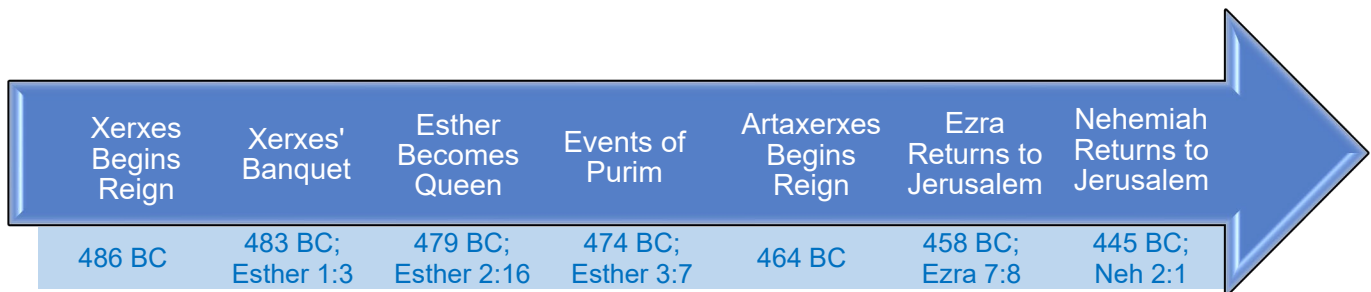 Xerxes
Begins
Reign
Xerxes'
Banquet
Esther
Becomes
Queen
Events of
Purim
Artaxerxes
Begins
Reign
Ezra
Returns to
Jerusalem
Nehemiah
Returns to
Jerusalem
486 BC
483 BC;
Esther 1:3
479 BC;
Esther 2:16
474 BC;
Esther 3:7
464 BC
458 BC;
Ezra 7:8
445 BC;
Neh 2:1